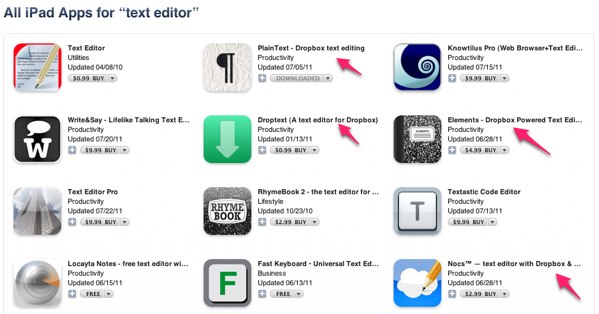 All iPad Apps for “text editor”
Text Editor
Utilities
Updated 04/08/10
$0.99 BUY
PlainText - Dropbox text editing
Productivity
Updated 07/05/11
DOWNLOADED
Knowtilus Pro (Web Browser+Text Edi...
Productivity
Updated 07/15/11
$9.99 BUY
W
Write&Say - Lifelike Talking Text E...
Productivity
Updated 07/20/11
$9.99 BUY
Droptext (A text editor for Dropbox)
Productivity
Updated 01/13/11
$0.99 BUY
ELEMENTS
Elements - Dropbox Powered Text Edi...
Productivity
Updated 06/28/11
$4.99 BUY
Text Editor Pro
Productivity
Updated 07/22/11
$9.99 BUY
RHYME
BOOK
RhymeBook 2 - the text editor for ...
Lifestyle
Updated 10/23/10
$2.99 BUY
T
Textastic Code Editor
Productivity
Updated 07/13/11
$9.99 BUY
Locayta Notes - free text editor wi...
Productivity
Updated 06/15/11
FREE
F
Fast Keyboard - Universal Text Ed...
Business
Updated 06/13/11
FREE
Nocs™ — text editor with Dropbox & ...
Productivity
Updated 06/28/11
$2.99 BUY